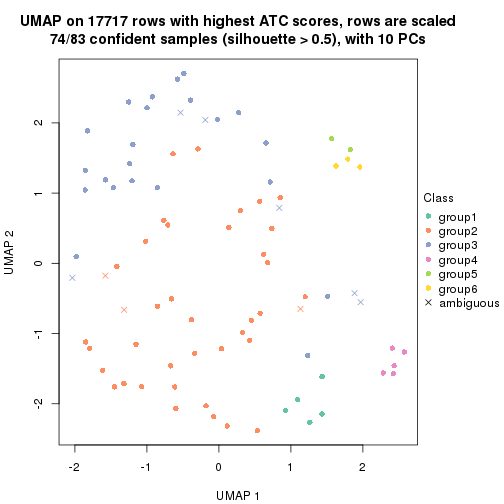 UMAP on 17717 rows with highest ATC scores, rows are scaled
74/83 confident samples (silhouette > 0.5), with 10 PCs
2
1
0
-1
-2
UMAP 2
-2
-1
0
1
2
UMAP 1
Class
group1
group2
group3
group4
group5
group6
ambiguous